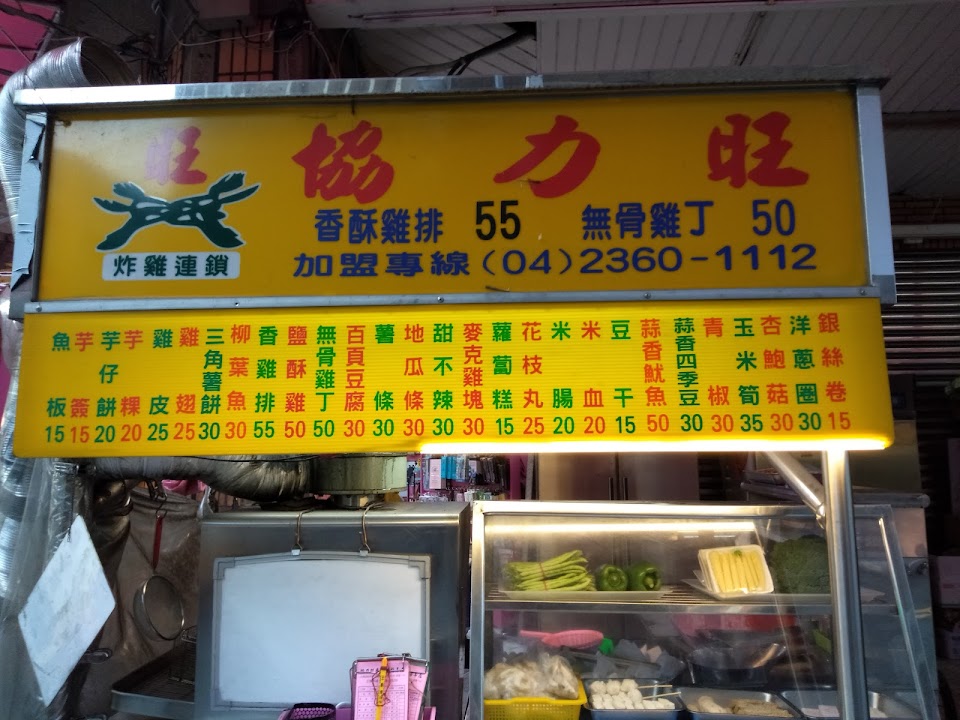 旺 協力旺
香酥雞排 55 無骨雞丁 50
炸雞連鎖
加盟專線(04)2360-1112
魚板 15
芋簽 15
芋仔餅 20
芋粿 20
雞皮 25
雞翅 25
三角薯餅 30
柳葉魚 30
香雞排 55
鹽酥雞 50
無骨雞丁 50
百頁豆腐 30
薯條 30
地瓜條 30
甜不辣 30
麥克雞塊 30
蘿蔔糕 15
花枝丸 25
米腸 20
米血 20
豆干 15
蒜香魷魚 50
蒜香四季豆 30
青椒 30
玉米筍 35
杏鮑菇 30
洋蔥圈 30
銀絲卷 15